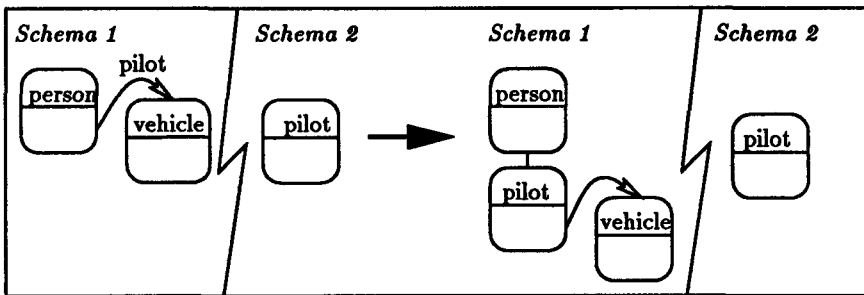 Schema 1
Schema 2
Schema 1
Schema 2
pilot
person
vehicle
pilot
person
pilot
vehicle
pilot